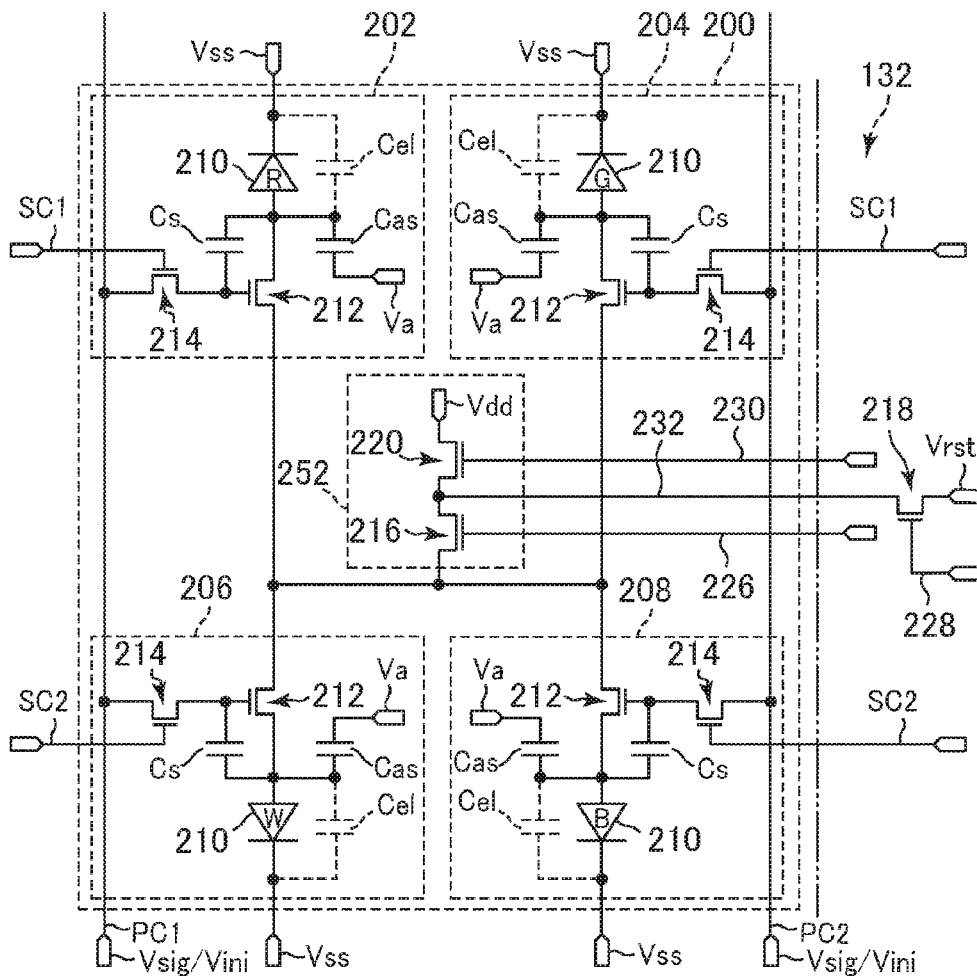 202 204 200
Vss Vss
132
Cel Cel
210 R G 210
SC1 Cs Cas Cas Cs SC1
212 Va Va 212
214 214
Vdd
220 232 230 218
Vrst
252
216
206 208 226 228
214 Va Va 214
SC2 212 212 SC2
Cs Cas Cas Cs
Cel Cel
210 W B 210
PC1 PC2
Vsig/Vini Vss Vss Vsig/Vini